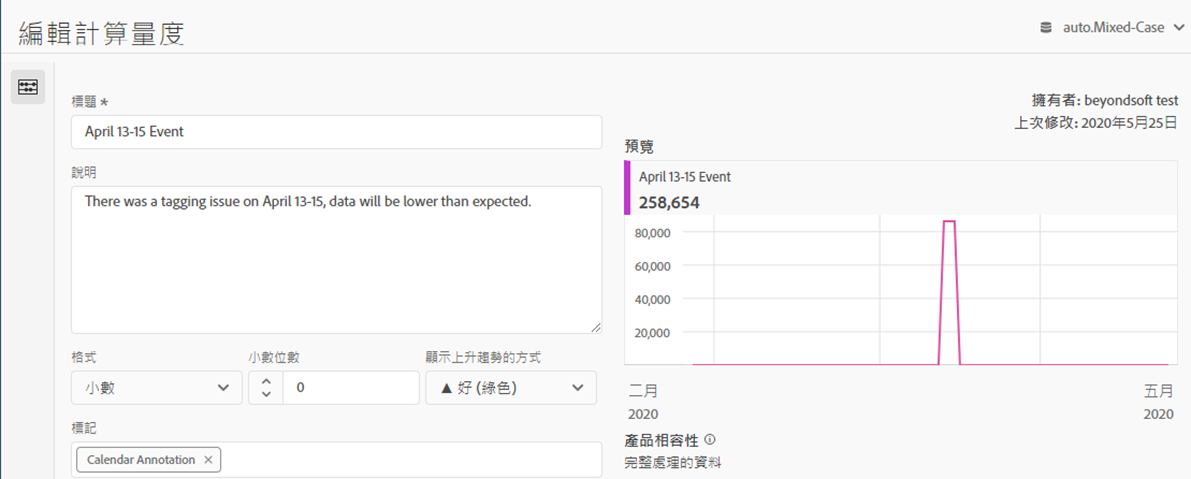 編輯計算量度
auto.Mixed-Case
標題 *
April 13-15 Event
說明
There was a tagging issue on April 13-15, data will be lower than expected.
格式
小數位數
顯示上升趨勢的方式
小數
0
▲ 好 (綠色)
標記
Calendar Annotation ×
擁有者: beyondsoft test
上次修改: 2020年5月25日
預覽
April 13-15 Event
258,654
80,000
60,000
40,000
20,000
二月
2020
五月
2020
產品相容性
完整處理的資料